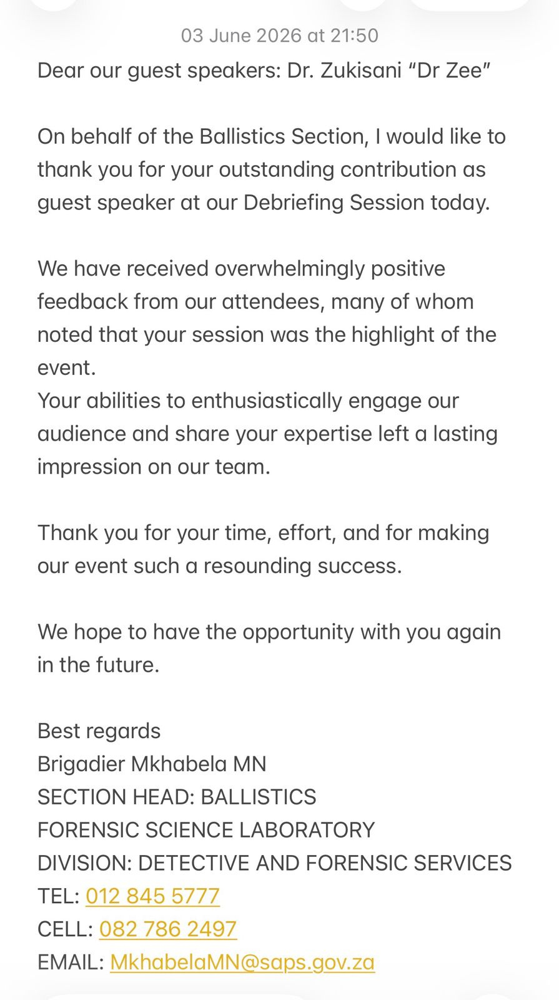 03 June 2026 at 21:50
Dear our guest speakers: Dr. Zukisani “Dr Zee”
On behalf of the Ballistics Section, I would like to
thank you for your outstanding contribution as
guest speaker at our Debriefing Session today.
We have received overwhelmingly positive
feedback from our attendees, many of whom
noted that your session was the highlight of the
event.
Your abilities to enthusiastically engage our
audience and share your expertise left a lasting
impression on our team.
Thank you for your time, effort, and for making
our event such a resounding success.
We hope to have the opportunity with you again
in the future.
Best regards
Brigadier Mkhabela MN
SECTION HEAD: BALLISTICS
FORENSIC SCIENCE LABORATORY
DIVISION: DETECTIVE AND FORENSIC SERVICES
TEL: 012 845 5777
CELL: 082 786 2497
EMAIL: MkhabelaMN@saps.gov.za